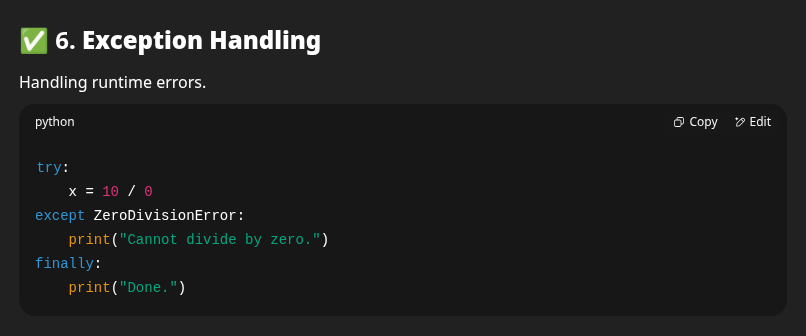 ✅ 6. Exception Handling
Handling runtime errors.
python Copy Edit
try:
    x = 10 / 0
except ZeroDivisionError:
    print("Cannot divide by zero.")
finally:
    print("Done.")